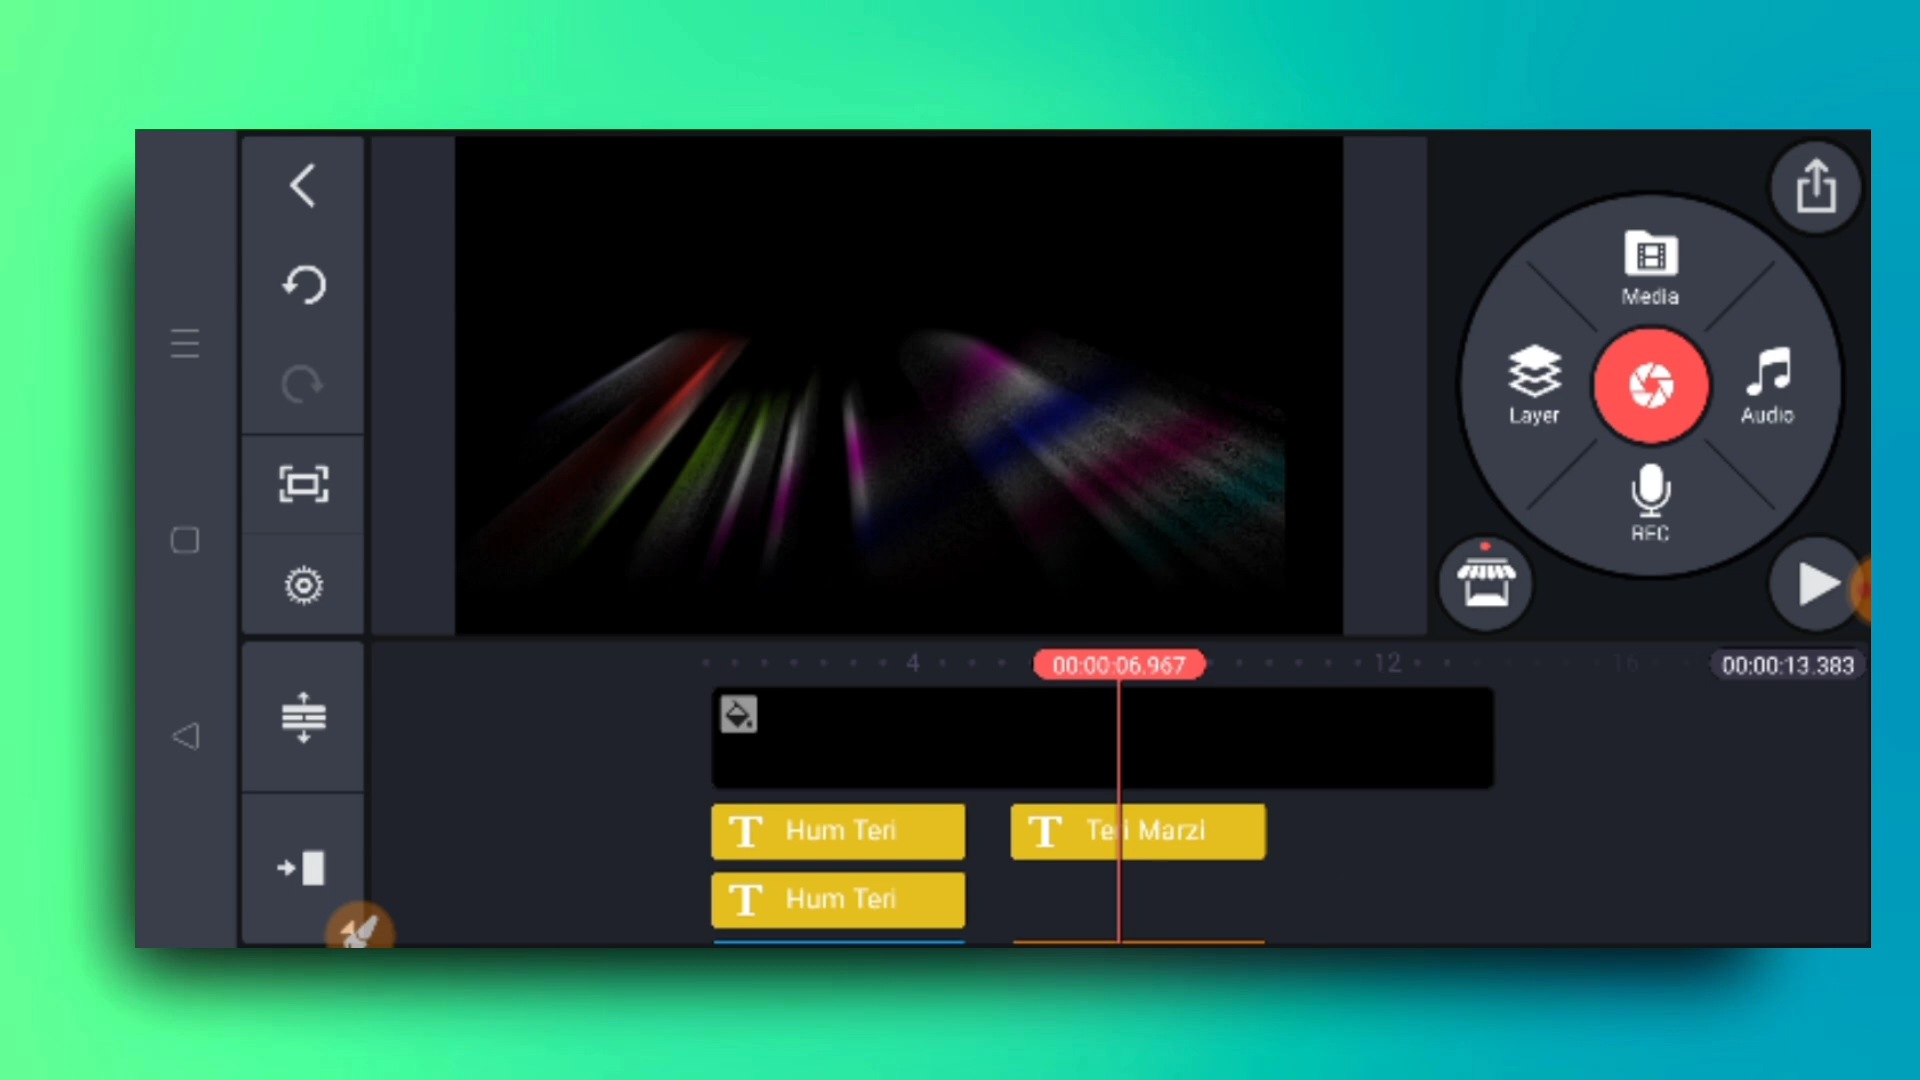 Media
Layer
Audio
REC
4
00:00:06.967
12
16
00:00:13.383
T Hum Teri
T Teri Marzi
T Hum Teri